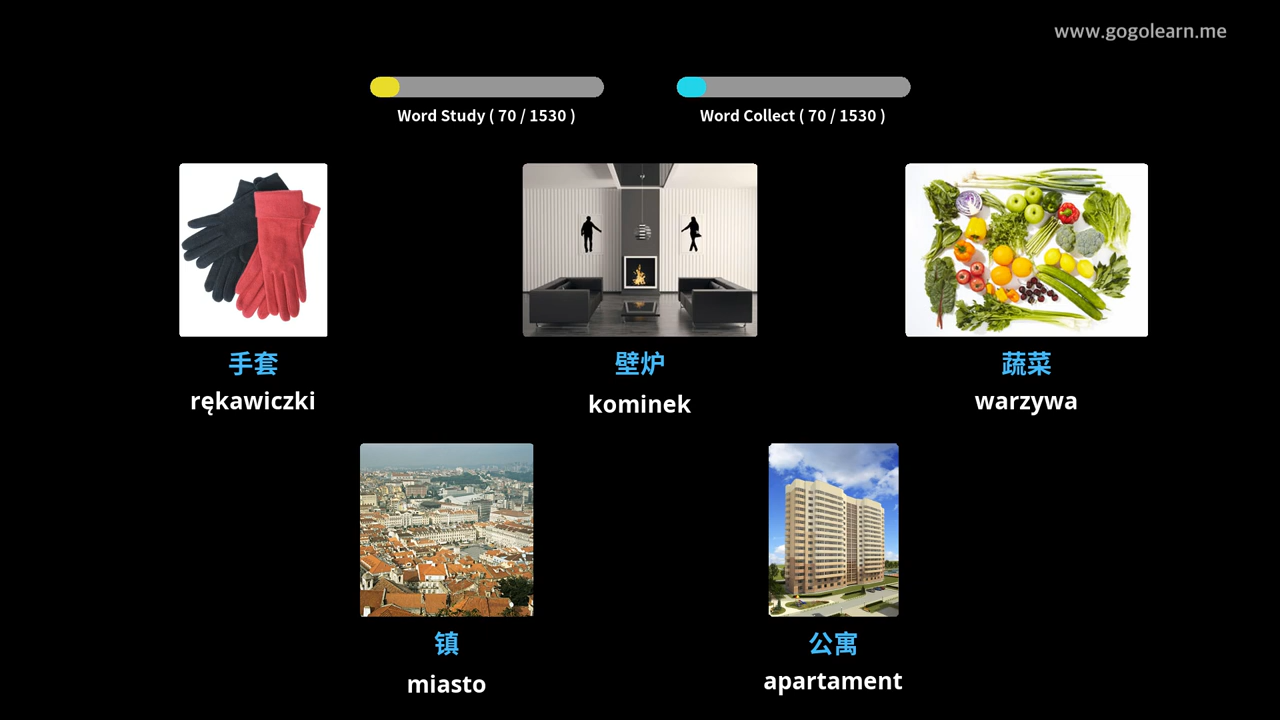 www.gogolearn.me
Word Study ( 70 / 1530 )
Word Collect ( 70 / 1530 )
手套
rękawiczki
壁炉
kominek
蔬菜
warzywa
镇
miasto
公寓
apartament